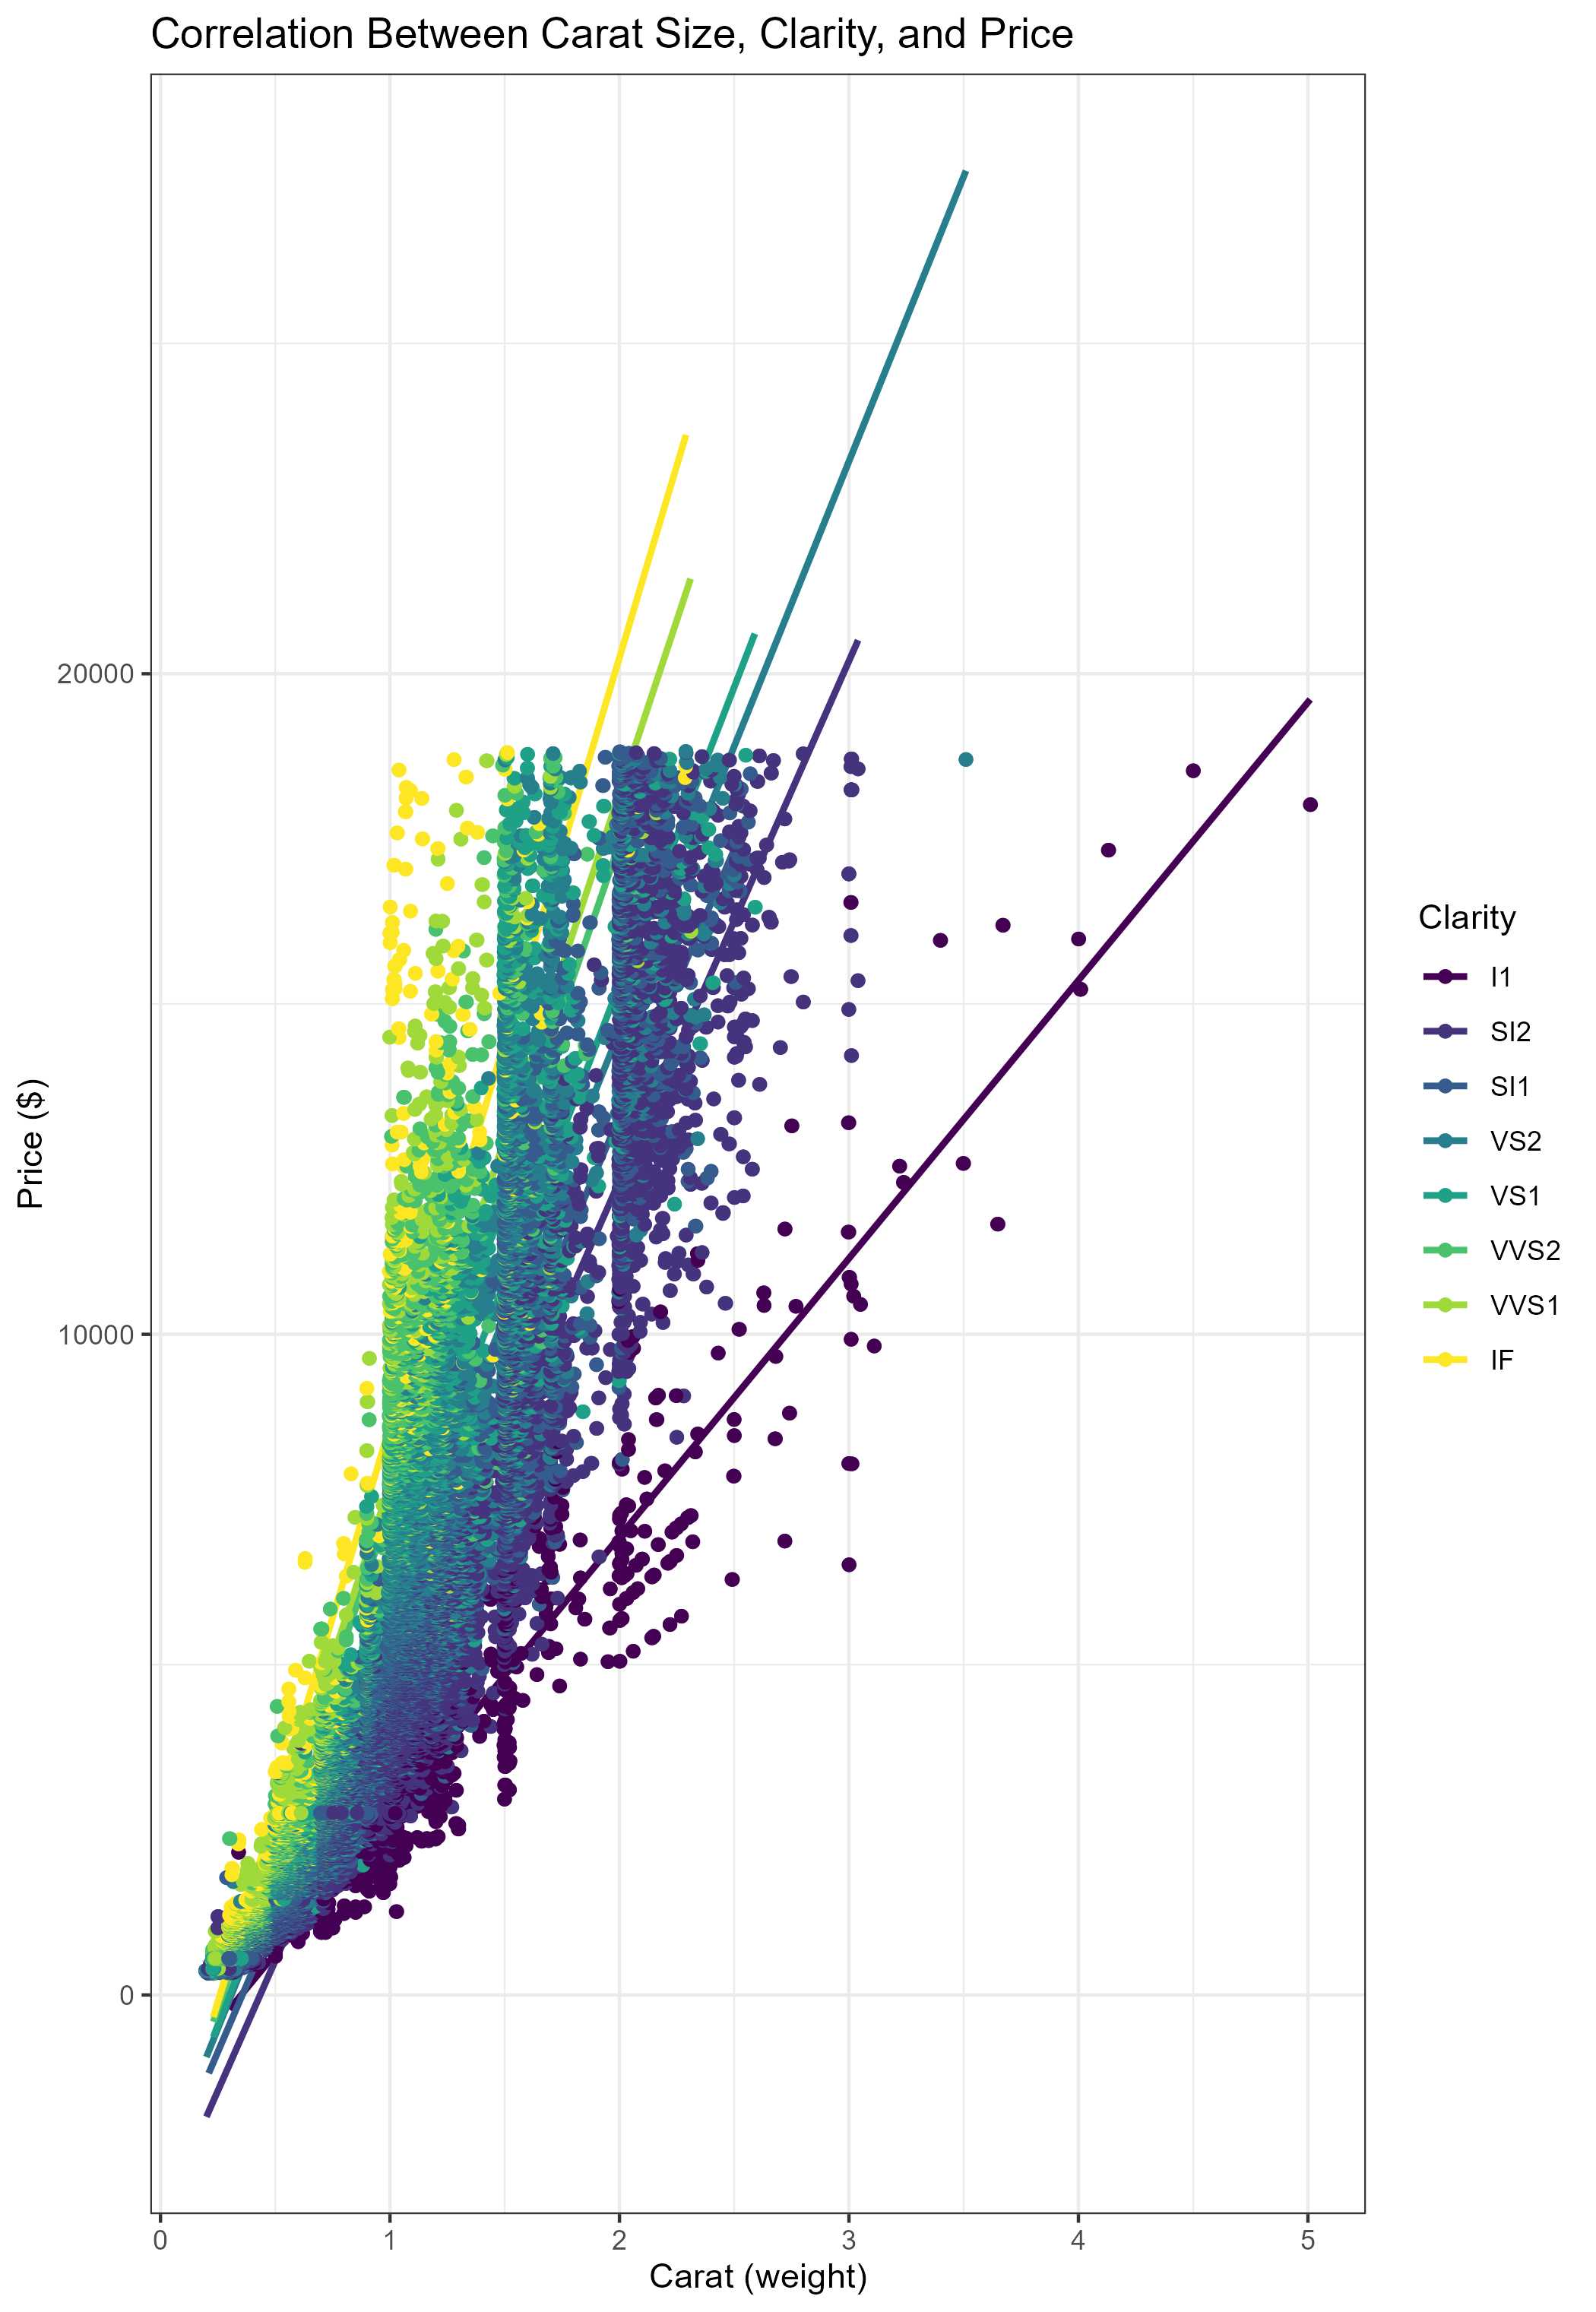 Correlation Between Carat Size, Clarity, and Price
Price ($)
20000
10000
0
0 1 2 3 4 5
Carat (weight)
Clarity
I1
SI2
SI1
VS2
VS1
VVS2
VVS1
IF